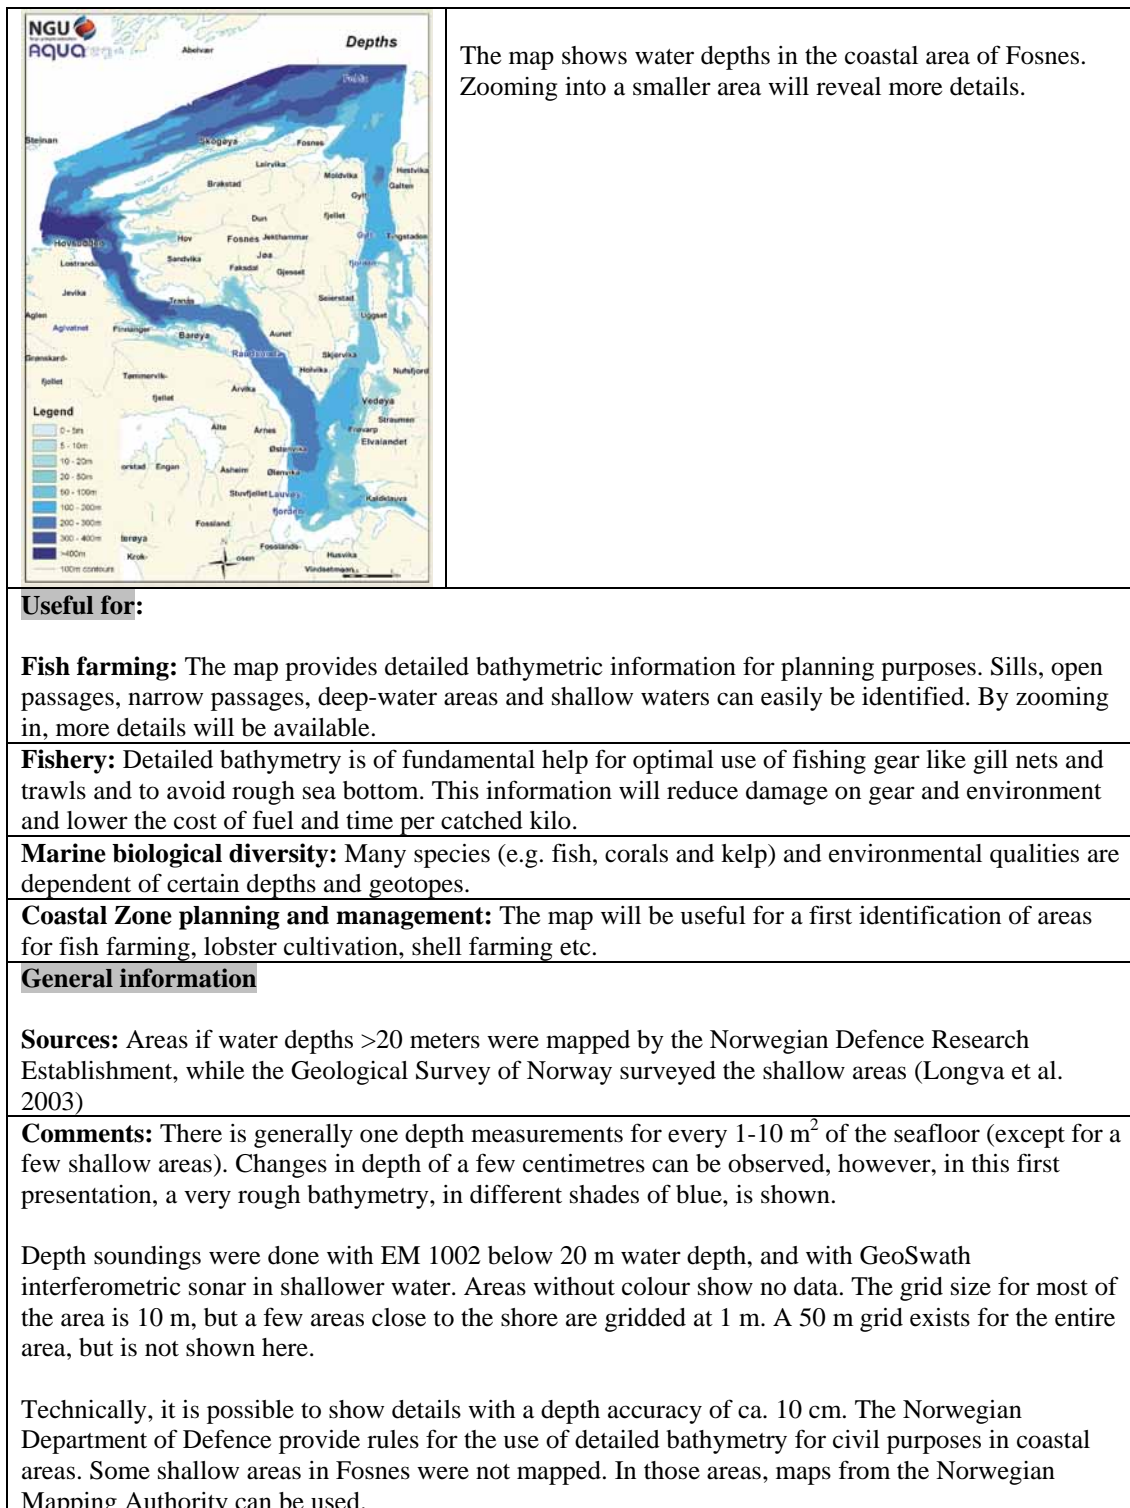 NGU
AQUA
Depths
Abelvær
Folda
Steinan
Skogøya
Fosnes
Leirvika
Moldvika
Hestvika
Galten
Brakstad
Gylt
fjellet
Dun
Hovsodden
Hov
Fosnes
Jøkthammar
Tingstaden
Lostranda
Sandvika
Jøa
Faksdal
Gjesset
Jevika
Tranås
Seierstad
Aglen
Uggset
Agivatnet
Finnanger
Barøya
Aunet
Skjervika
Grønskard-
fjellet
Tømmervik-
fjellet
Holvika
Nufsfjord
Arvika
Vedøya
Straumen
Alte
Årnes
Elvalandet
Østenvika
orstad
Engan
Åsheim
Ølenvika
Stuvfjellet
Lauvøy
fjorden
Kaldklauva
Fossland
Fosslands-
osen
Husvika
Krok-
Legend
0 - 5m
5 - 10m
10 - 20m
20 - 50m
50 - 100m
100 - 200m
200 - 300m
300 - 400m
>400m
100m contours
The map shows water depths in the coastal area of Fosnes.
Zooming into a smaller area will reveal more details.
Useful for:
Fish farming: The map provides detailed bathymetric information for planning purposes. Sills, open
passages, narrow passages, deep-water areas and shallow waters can easily be identified. By zooming
in, more details will be available.
Fishery: Detailed bathymetry is of fundamental help for optimal use of fishing gear like gill nets and
trawls and to avoid rough sea bottom. This information will reduce damage on gear and environment
and lower the cost of fuel and time per catched kilo.
Marine biological diversity: Many species (e.g. fish, corals and kelp) and environmental qualities are
dependent of certain depths and geotopes.
Coastal Zone planning and management: The map will be useful for a first identification of areas
for fish farming, lobster cultivation, shell farming etc.
General information
Sources: Areas if water depths >20 meters were mapped by the Norwegian Defence Research
Establishment, while the Geological Survey of Norway surveyed the shallow areas (Longva et al.
2003)
Comments: There is generally one depth measurements for every 1-10 m² of the seafloor (except for a
few shallow areas). Changes in depth of a few centimetres can be observed, however, in this first
presentation, a very rough bathymetry, in different shades of blue, is shown.
Depth soundings were done with EM 1002 below 20 m water depth, and with GeoSwath
interferometric sonar in shallower water. Areas without colour show no data. The grid size for most of
the area is 10 m, but a few areas close to the shore are gridded at 1 m. A 50 m grid exists for the entire
area, but is not shown here.
Technically, it is possible to show details with a depth accuracy of ca. 10 cm. The Norwegian
Department of Defence provide rules for the use of detailed bathymetry for civil purposes in coastal
areas. Some shallow areas in Fosnes were not mapped. In those areas, maps from the Norwegian
Mapping Authority can be used.